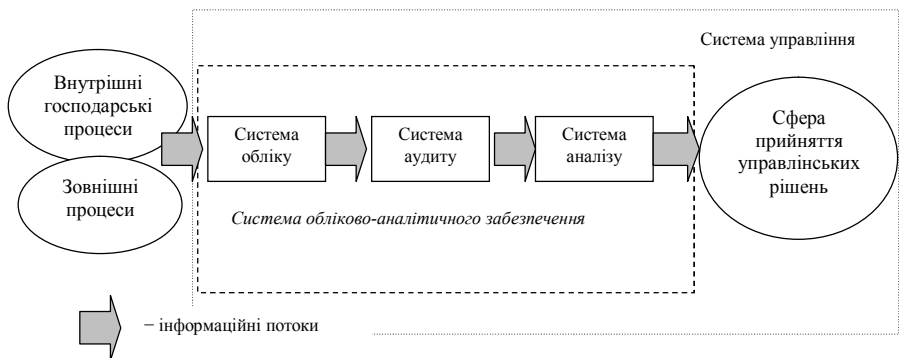 Система управління
Внутрішні
господарські
процеси
Зовнішні
процеси
Система
обліку
Система
аудиту
Система
аналізу
Сфера
прийняття
управлінських
рішень
Система обліково-аналітичного забезпечення
– інформаційні потоки